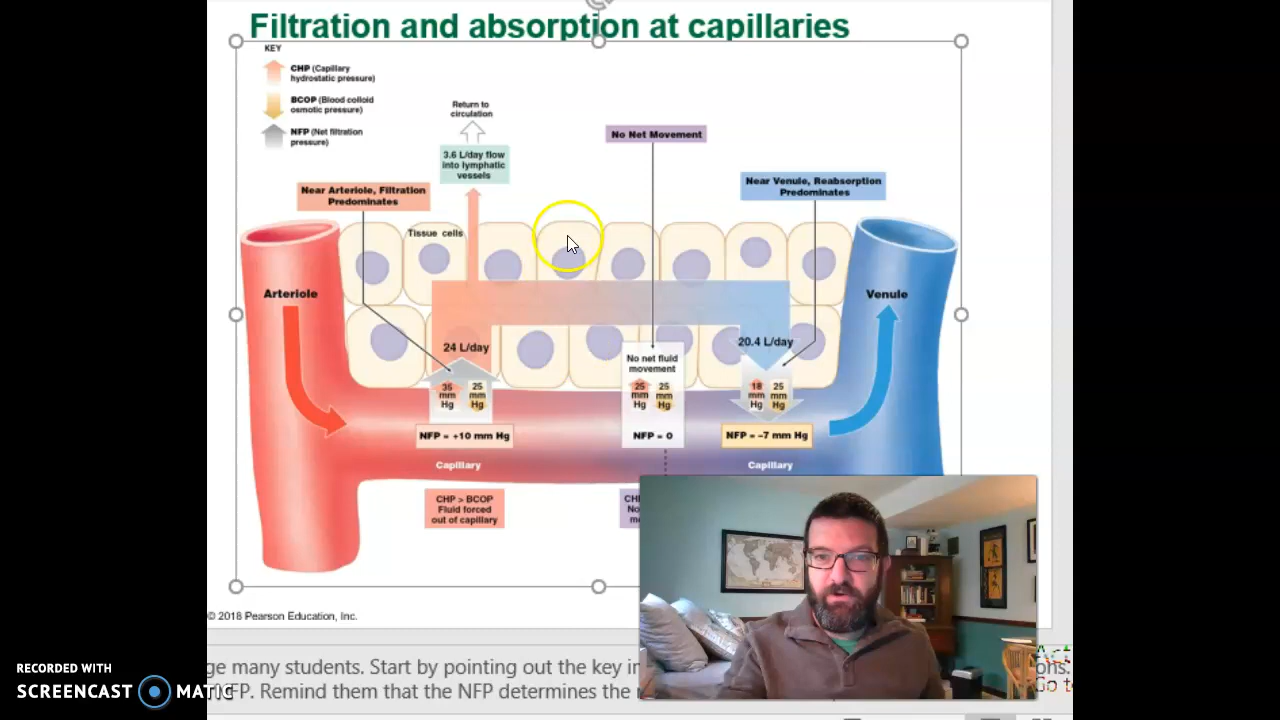 Filtration and absorption at capillaries
KEY
CHP (Capillary
hydrostatic pressure)
BCOP (Blood colloid
osmotic pressure)
NFP (Net filtration
pressure)
Return to
circulation
3.6 L/day flow
into lymphatic
vessels
No Net Movement
Near Arteriole, Filtration
Predominates
Near Venule, Reabsorption
Predominates
Tissue cells
Arteriole
Venule
24 L/day
20.4 L/day
No net fluid
movement
35
mm
Hg
25
mm
Hg
25
mm
Hg
25
mm
Hg
18
mm
Hg
25
mm
Hg
NFP = +10 mm Hg
NFP = 0
NFP = –7 mm Hg
Capillary
Capillary
CHP > BCOP
Fluid forced
out of capillary
© 2018 Pearson Education, Inc.
many students. Start by pointing out the key
Remind them that the NFP determines the
RECORDED WITH
SCREENCAST MATIC